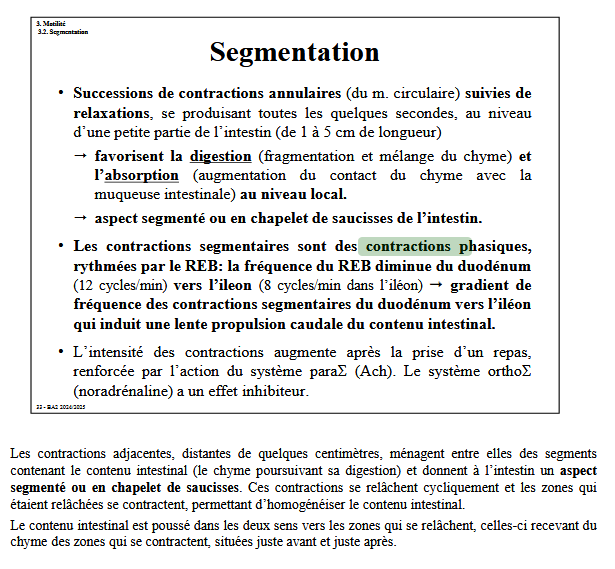 3. Motilité
3.2. Segmentation
Segmentation
• Successions de contractions annulaires (du m. circulaire) suivies de
relaxations, se produisant toutes les quelques secondes, au niveau
d’une petite partie de l’intestin (de 1 à 5 cm de longueur)
→ favorisent la digestion (fragmentation et mélange du chyme) et
l’absorption (augmentation du contact du chyme avec la
muqueuse intestinale) au niveau local.
→ aspect segmenté ou en chapelet de saucisses de l’intestin.
• Les contractions segmentaires sont des contractions phasiques,
rythmées par le REB: la fréquence du REB diminue du duodénum
(12 cycles/min) vers l’ileon (8 cycles/min dans l’iléon) → gradient de
fréquence des contractions segmentaires du duodénum vers l’iléon
qui induit une lente propulsion caudale du contenu intestinal.
• L’intensité des contractions augmente après la prise d’un repas,
renforcée par l’action du système paraΣ (Ach). Le système orthoΣ
(noradrénaline) a un effet inhibiteur.
33 - BA2 2024/2025
Les contractions adjacentes, distantes de quelques centimètres, ménagent entre elles des segments
contenant le contenu intestinal (le chyme poursuivant sa digestion) et donnent à l’intestin un aspect
segmenté ou en chapelet de saucisses. Ces contractions se relâchent cycliquement et les zones qui
étaient relâchées se contractent, permettant d’homogénéiser le contenu intestinal.
Le contenu intestinal est poussé dans les deux sens vers les zones qui se relâchent, celles-ci recevant du
chyme des zones qui se contractent, situées juste avant et juste après.